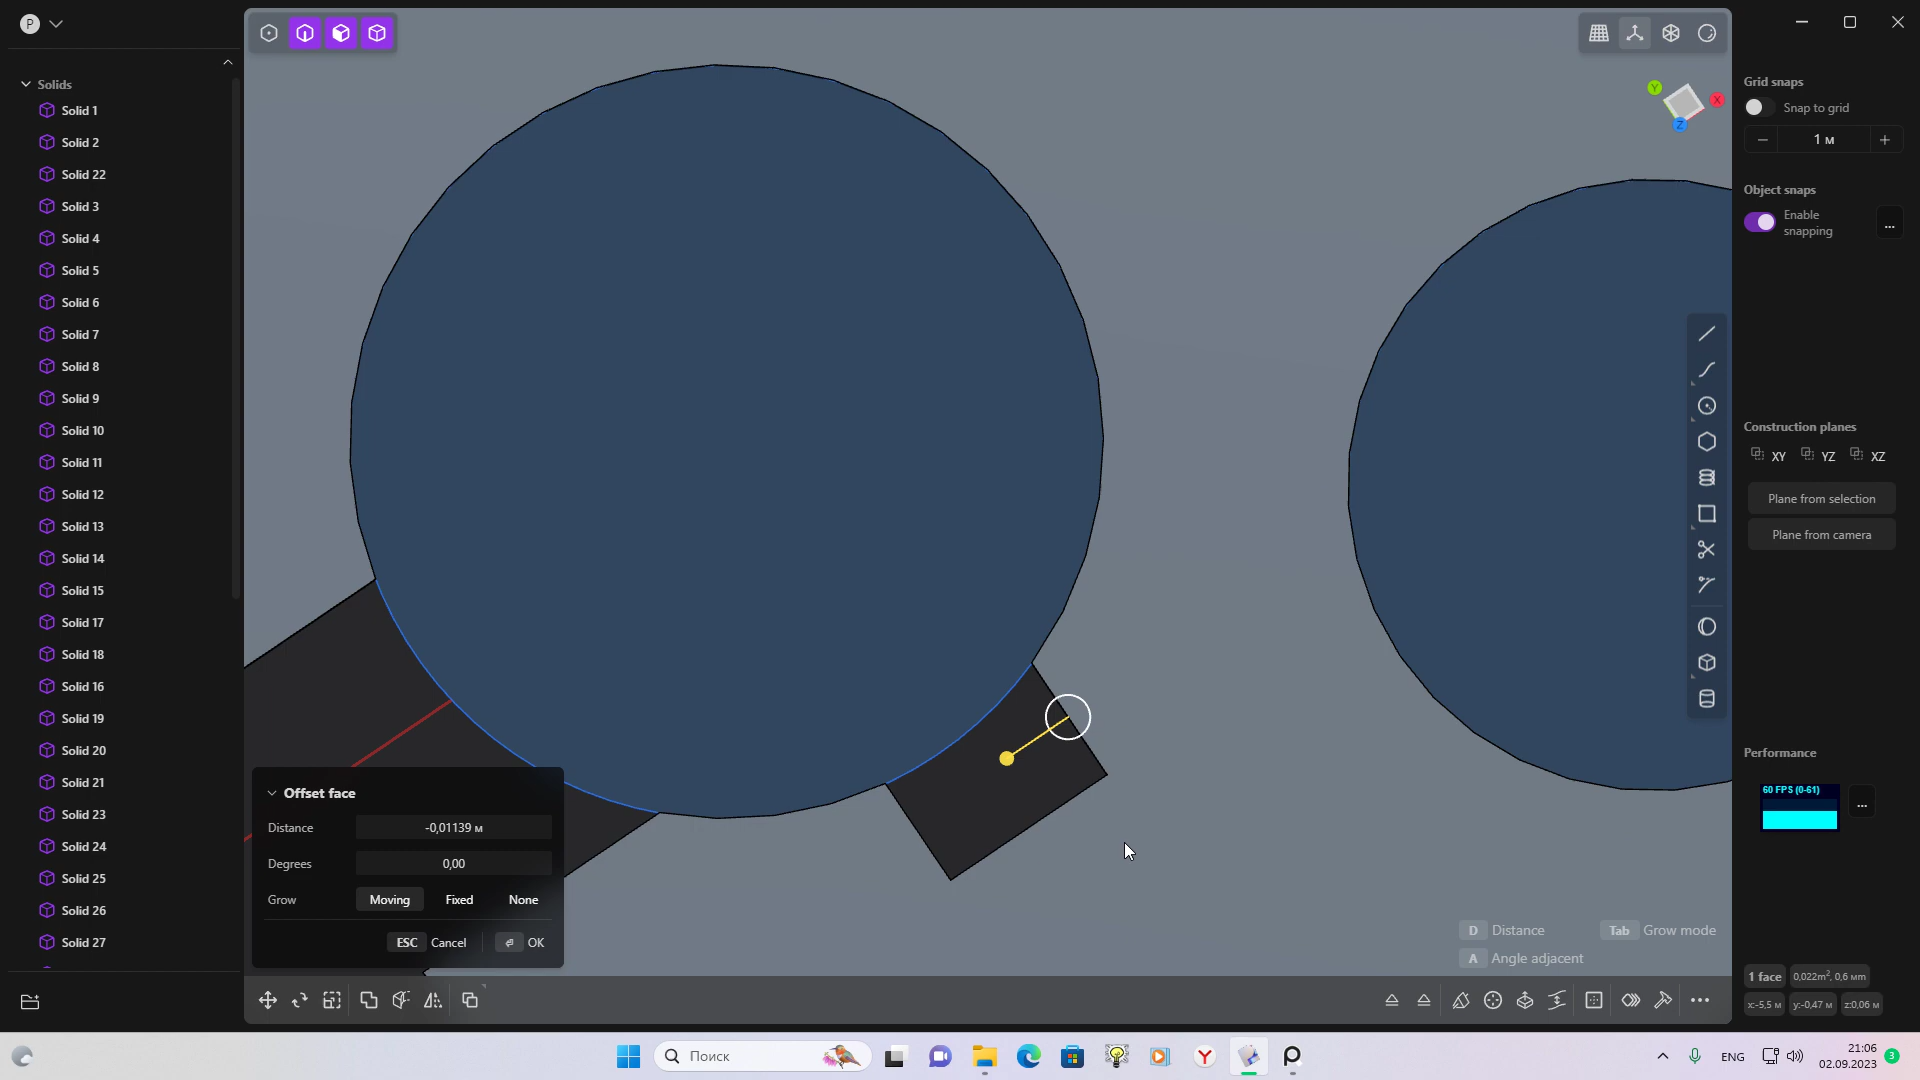 P
Solids
Solid 1
Solid 2
Solid 22
Solid 3
Solid 4
Solid 5
Solid 6
Solid 7
Solid 8
Solid 9
Solid 10
Solid 11
Solid 12
Solid 13
Solid 14
Solid 15
Solid 17
Solid 18
Solid 16
Solid 19
Solid 20
Solid 21
Solid 23
Solid 24
Solid 25
Solid 26
Solid 27
Y
X
Z
Offset face
Distance -0,01139 м
Degrees 0,00
Grow Moving Fixed None
ESC Cancel OK
D Distance Tab Grow mode
A Angle adjacent
Grid snaps
Snap to grid
1 м
Object snaps
Enable
snapping
...
Construction planes
XY YZ XZ
Plane from selection
Plane from camera
Performance
60 FPS (0-61)
...
1 face 0,022m², 0,6 мm
x:-5,5 м y:-0,47 м z:0,06 м
Поиск
ENG
21:06
02.09.2023
3